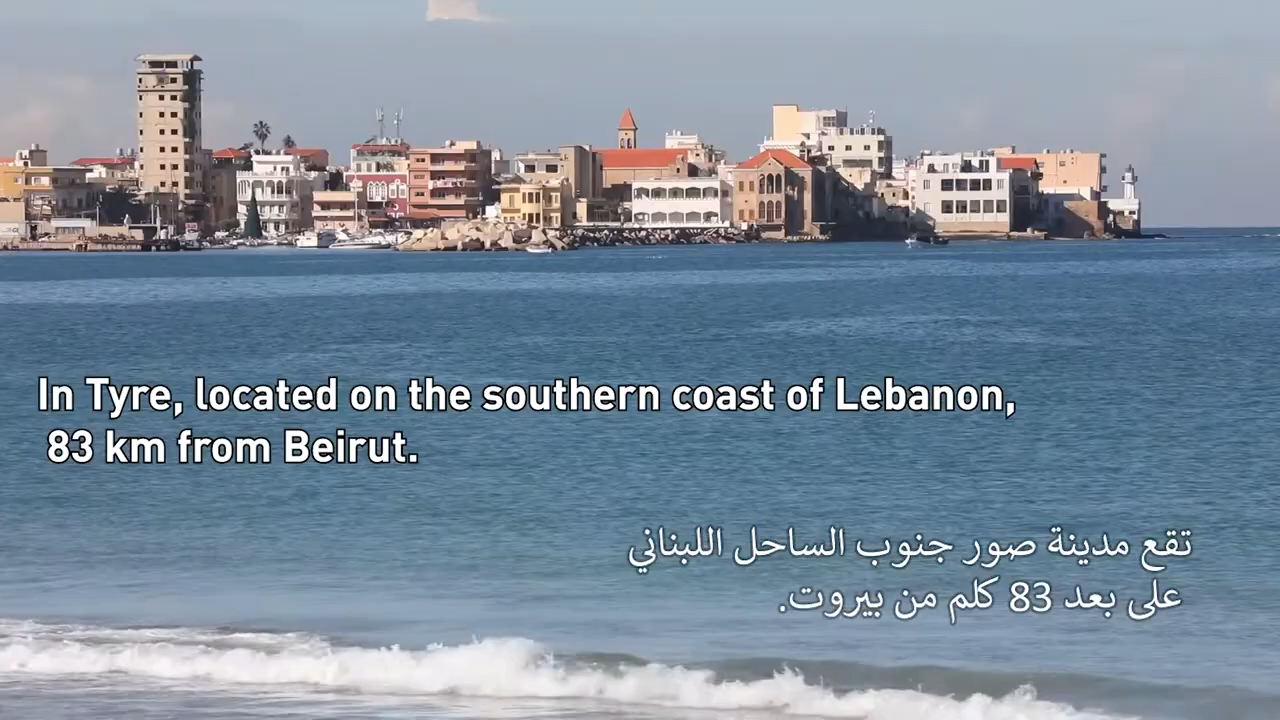 In Tyre, located on the southern coast of Lebanon,
83 km from Beirut.
تقع مدينة صور جنوب الساحل اللبناني
على بعد 83 كلم من بيروت.